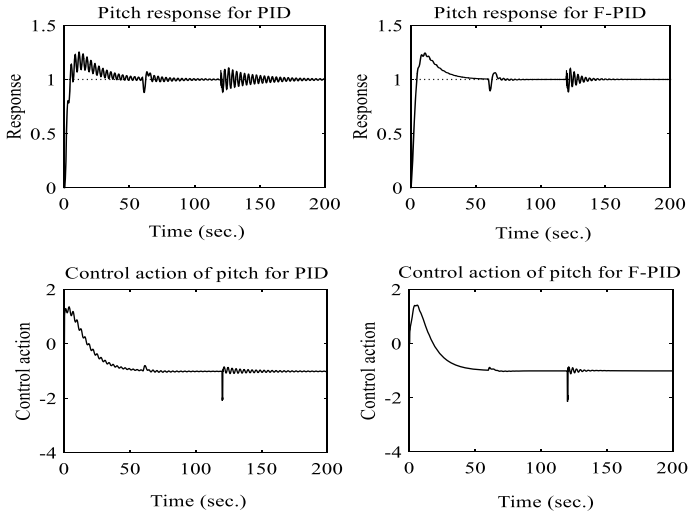 Pitch response for PID
1.5
1
0.5
0
Response
0 50 100 150 200
Time (sec.)
Pitch response for F-PID
1.5
1
0.5
0
Response
0 50 100 150 200
Time (sec.)
Control action of pitch for PID
2
0
-2
-4
Control action
0 50 100 150 200
Time (sec.)
Control action of pitch for F-PID
2
0
-2
-4
Control action
0 50 100 150 200
Time (sec.)